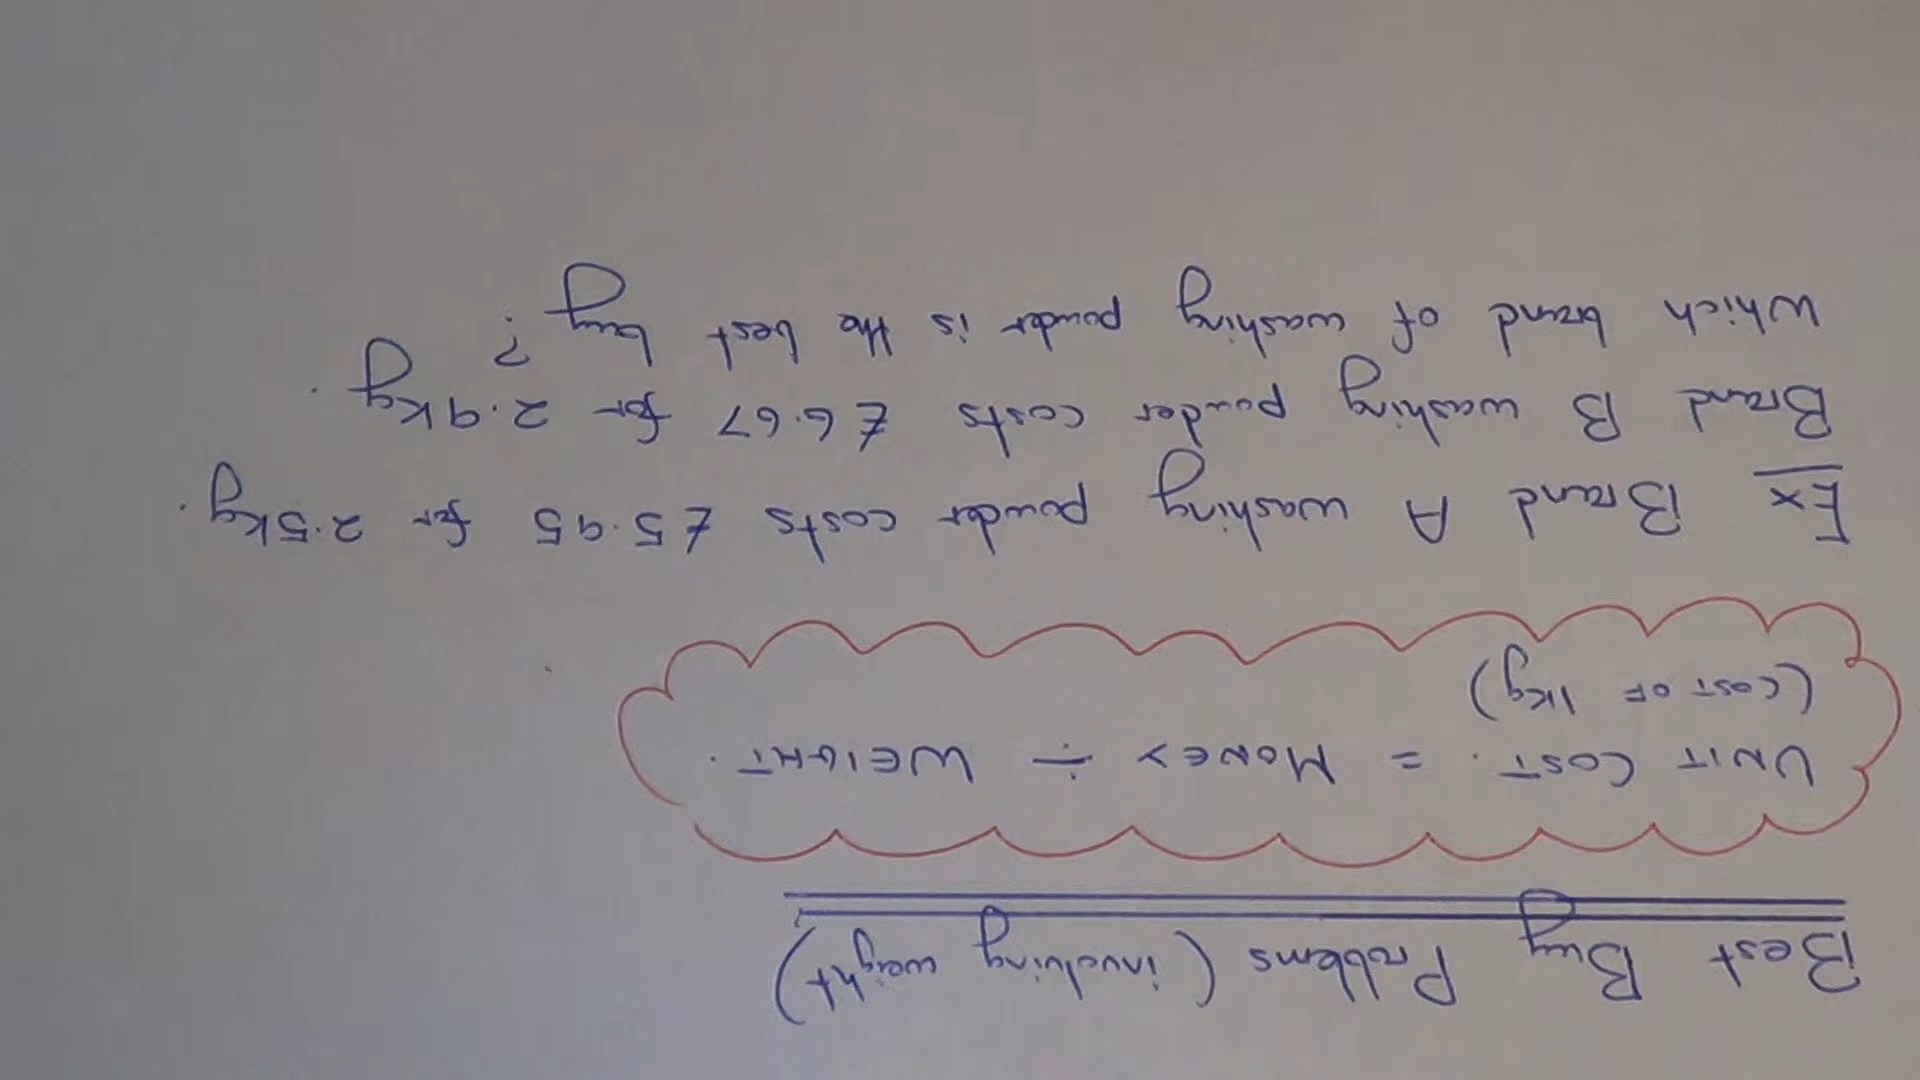 Best Buy Problems (involving weight)
UNIT COST. = MONEY ÷ WEIGHT.
(COST OF 1Kg)
Ex Brand A washing powder costs £5.95 for 2.5Kg.
Brand B washing powder costs £6.67 for 2.9Kg.
Which brand of washing powder is the best buy?